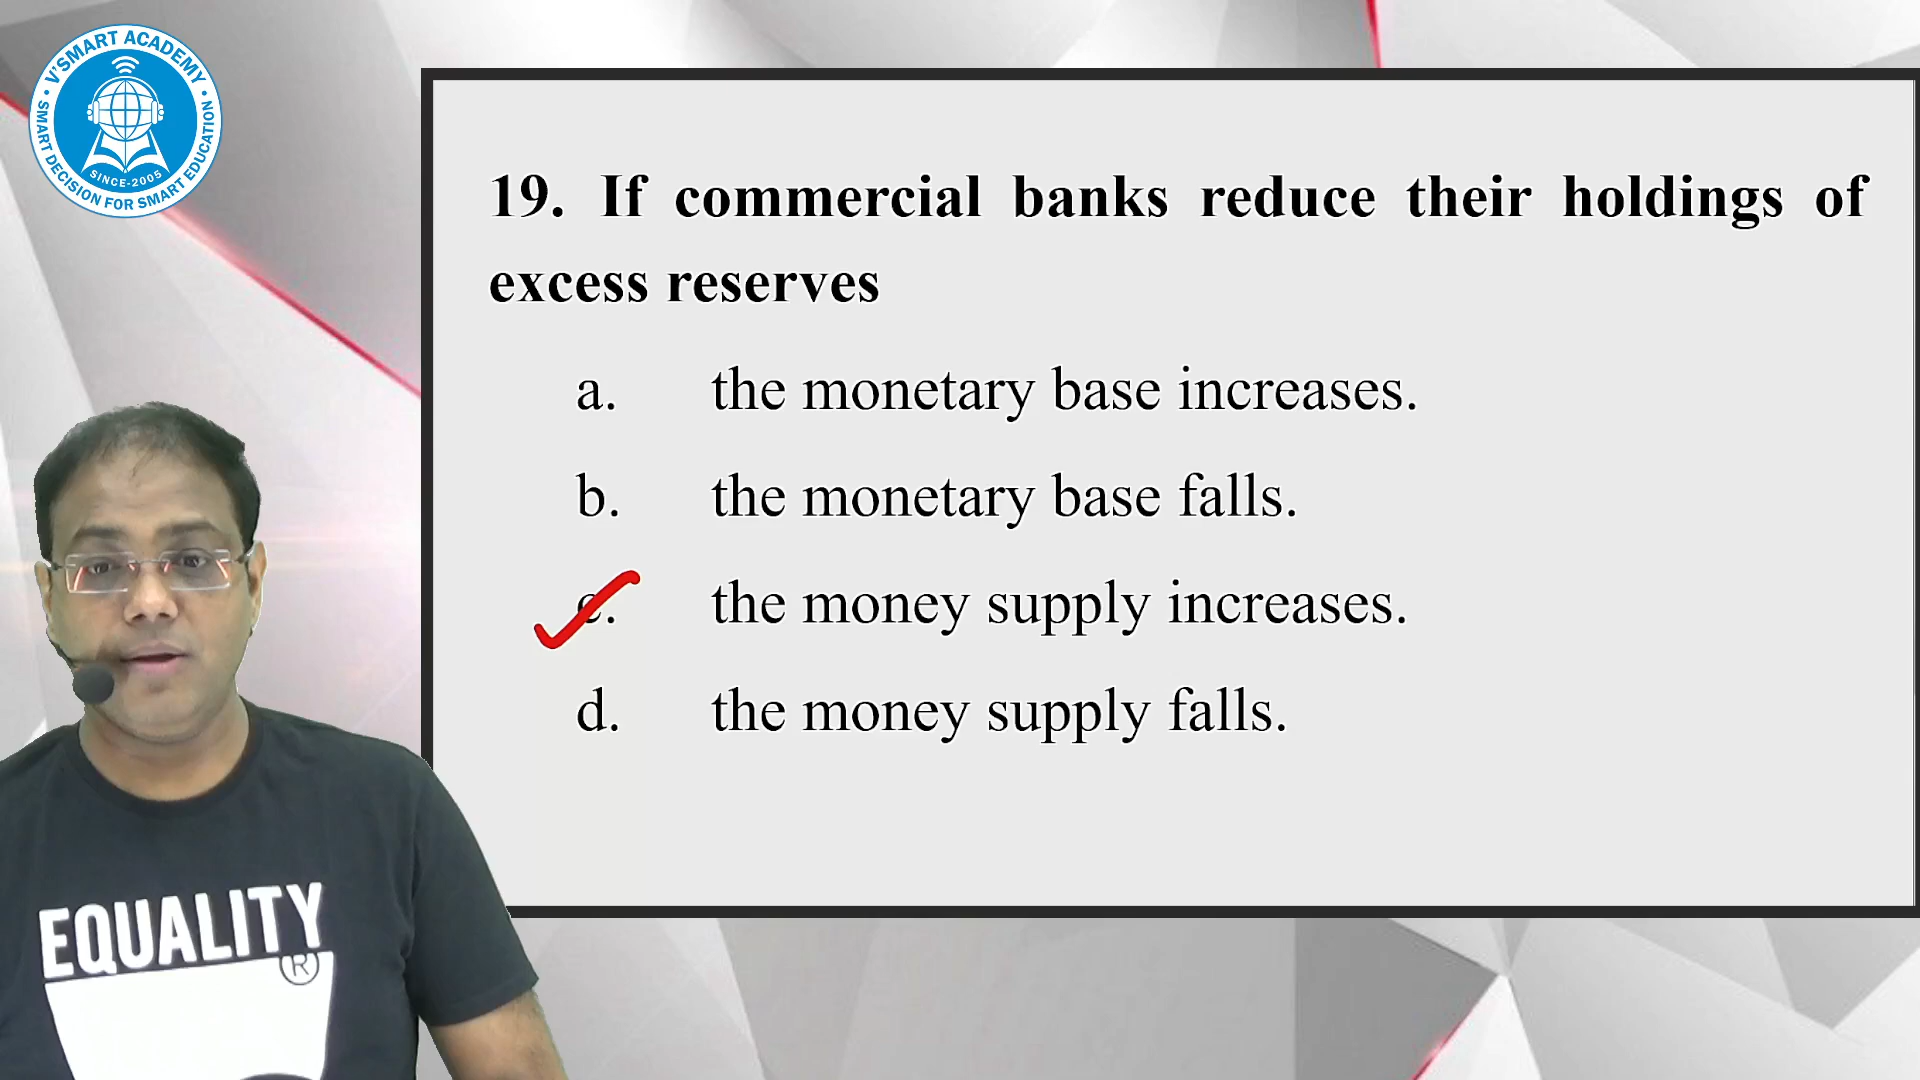 V'SMART ACADEMY
SMART DECISION FOR SMART EDUCATION
SINCE-2005
19. If commercial banks reduce their holdings of
excess reserves
a. the monetary base increases.
b. the monetary base falls.
c. the money supply increases.
d. the money supply falls.
EQUALITY
R